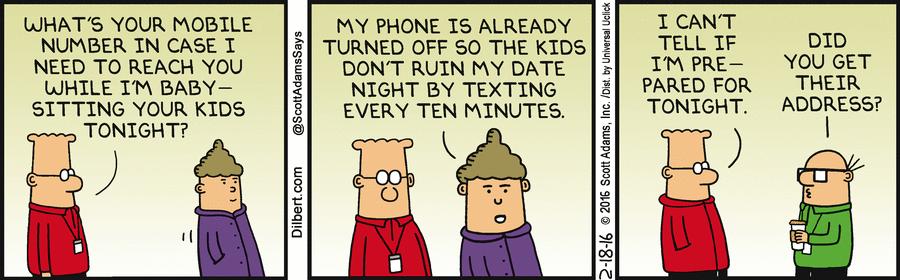 WHAT'S YOUR MOBILE
NUMBER IN CASE I
NEED TO REACH YOU
WHILE I'M BABY-
SITTING YOUR KIDS
TONIGHT?
Dilbert.com @ScottAdamsSays
MY PHONE IS ALREADY
TURNED OFF SO THE KIDS
DON'T RUIN MY DATE
NIGHT BY TEXTING
EVERY TEN MINUTES.
2-18-16 © 2016 Scott Adams, Inc. /Dist. by Universal Uclick
I CAN'T
TELL IF
I'M PRE-
PARED FOR
TONIGHT.
DID
YOU GET
THEIR
ADDRESS?